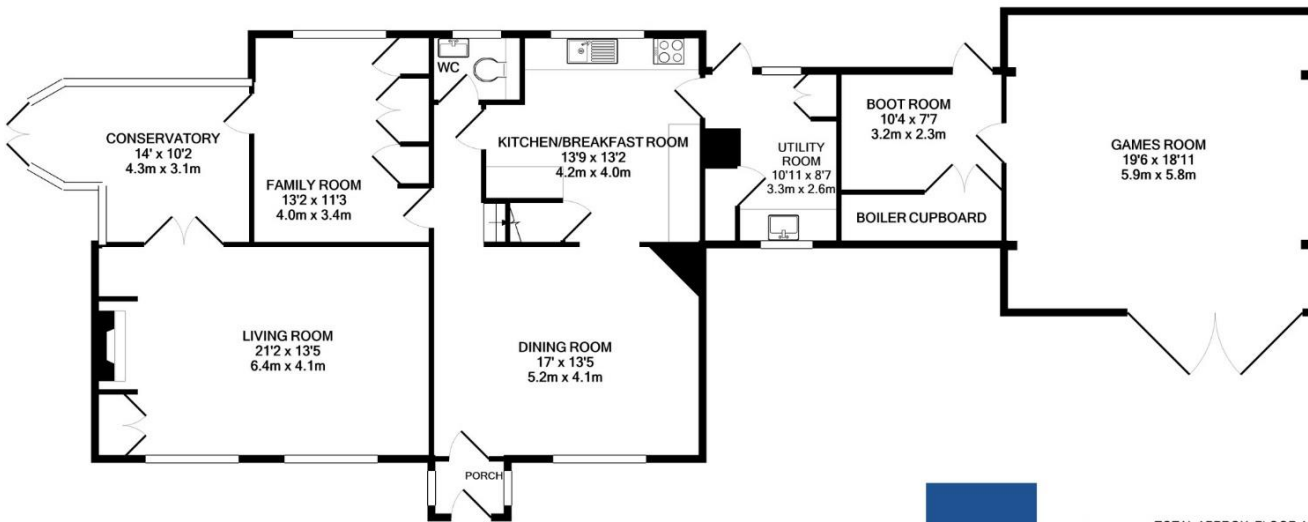 WC
CONSERVATORY
14' x 10'2
4.3m x 3.1m
FAMILY ROOM
13'2 x 11'3
4.0m x 3.4m
KITCHEN/BREAKFAST ROOM
13'9 x 13'2
4.2m x 4.0m
UTILITY
ROOM
10'11 x 8'7
3.3m x 2.6m
BOOT ROOM
10'4 x 7'7
3.2m x 2.3m
BOILER CUPBOARD
GAMES ROOM
19'6 x 18'11
5.9m x 5.8m
LIVING ROOM
21'2 x 13'5
6.4m x 4.1m
DINING ROOM
17' x 13'5
5.2m x 4.1m
PORCH